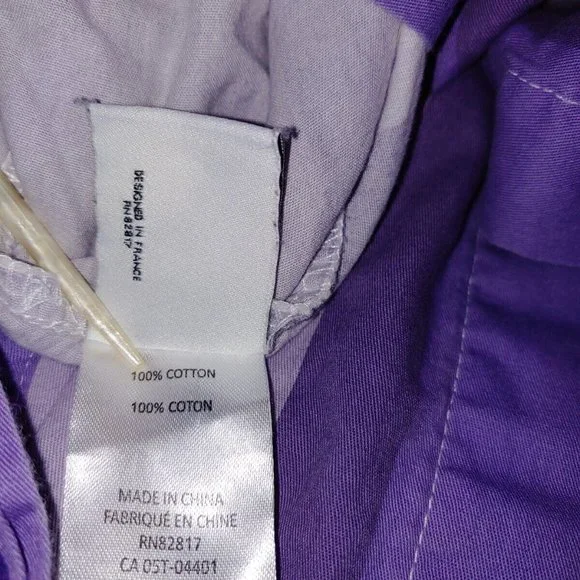 DESIGNED IN FRANCE
RN 82817
100% COTTON
100% COTON
MADE IN CHINA
FABRIQUÉ EN CHINE
RN82817
CA 05T-04401